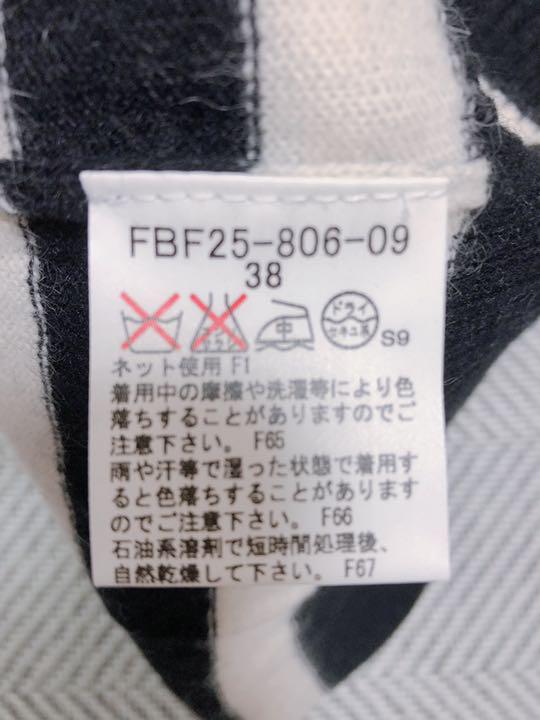 FBF25-806-09
38
中 ドライ セキユ系 S9
ネット使用 F1
着用中の摩擦や洗濯等により色
落ちすることがありますのでご
注意下さい。 F65
雨や汗等で湿った状態で着用す
ると色落ちすることがあります
のでご注意下さい。 F66
石油系溶剤で短時間処理後、
自然乾燥して下さい。 F67